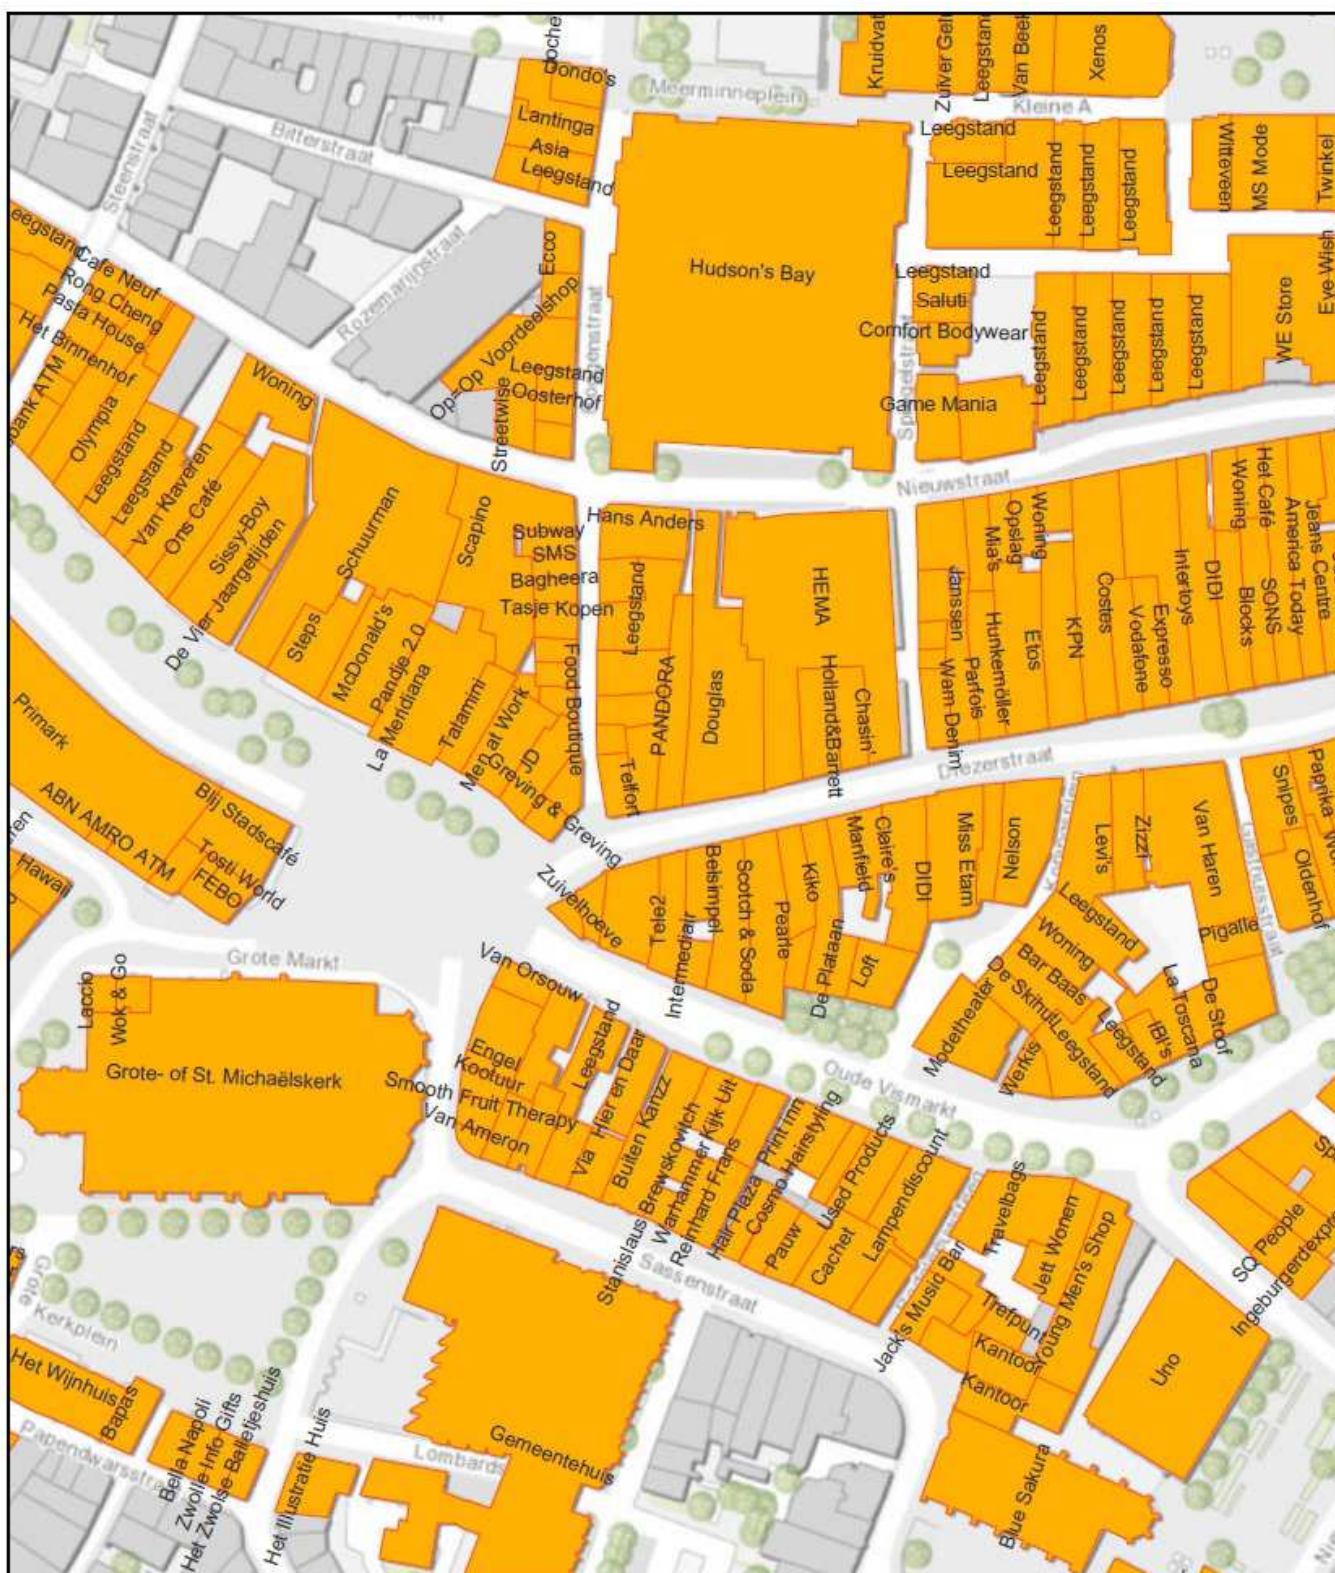 Dondo's
Lantinga
Asia
Leegstand
Meerminneplein
Kruidvat
Leegstand
Van Beek
Xenos
Kleine A
Steenstraat
Bitterstraat
Rozemarijnstraat
Leegstand
Leegstand
Leegstand
Leegstand
Leegstand
Witteveen
MS Mode
Twinkel
Leegstand
Cafe Neuf
Rong Cheng
Pasta House
Het Binnenhof
Ecco
Op=Op Voordeelshop
Leegstand
Oosterhof
Streetwise
Hudson's Bay
Leegstand
Saluti
Comfort Bodywear
Game Mania
Leegstand
Leegstand
Leegstand
Leegstand
Leegstand
WE Store
Eve Wish
Nieuwstraat
Woning
Olympia
Leegstand
Leegstand
Van Klaveren
Ons Café
Sissy-Boy
De Vier Jaargetijden
Schuurman
Scapino
Subway
SMS
Bagheera
Tasje Kopen
Food Boutique
Steps
McDonald's
Pandje 2.0
La Mendiana
Talamini
Men at Work
JD
Greving & Greving
Hans Anders
Leegstand
PANDORA
Telfort
Douglas
HEMA
Holland&Barrett
Chasin'
Janssen
Wam Denim
Mia's
Parfois
Hunkemöller
Opslag
Woning
Etos
KPN
Costes
Vodafone
Expresso
Intertoys
DIDI
Woning
Het Café
Blocks
SONS
America Today
Jeans Centre
Diezerstraat
Primark
ABN AMRO ATM
Blij Stadscafé
Tosti-World
FEBO
Hawaii
Grote Markt
Laccio
Wok & Go
Grote- of St. Michaëlskerk
Zuivelhoeve
Tele2
Intermediair
Belsimpel
Scotch & Soda
Pearle
Kiko
De Plataan
Manfield
Claire's
Loft
DIDI
Miss Etam
Nelson
Levi's
Zizzi
Van Haren
Pigalle
Snipes
Paprika
Oldenhof
Leegstand
Woning
Bar Baas
De Skihut
Modetheater
Werkis
Leegstand
Leegstand
IBI's
La Toscana
De Stoof
Van Orsouw
Engel
Kootuur
Smooth Fruit Therapy
Van Ameron
Leegstand
Via
Hier en Daar
Buiten Kanzz
Stanislaus Brewskovitch
Warhammer
Kijk Uit
Reinhard Frans
Hair Plaza
Print Inn
Cosmo Hairstyling
Pauw
Used Products
Cachet
Lampendiscount
Oude Vismarkt
Sassenstraat
Travelbags
Jack's Music Bar
Jett Wonen
Young Men's Shop
Trefpunt
Kantoor
Kantoor
Uno
SQ People
Blue Sakura
Grote
Kerkplein
Het Wijnhuis
Bapas
Bella Napoli
Zwolle Info Gifts
Het Zwolse Balletjeshuis
Het Illustratie Huis
Lombards
Gemeentehuis